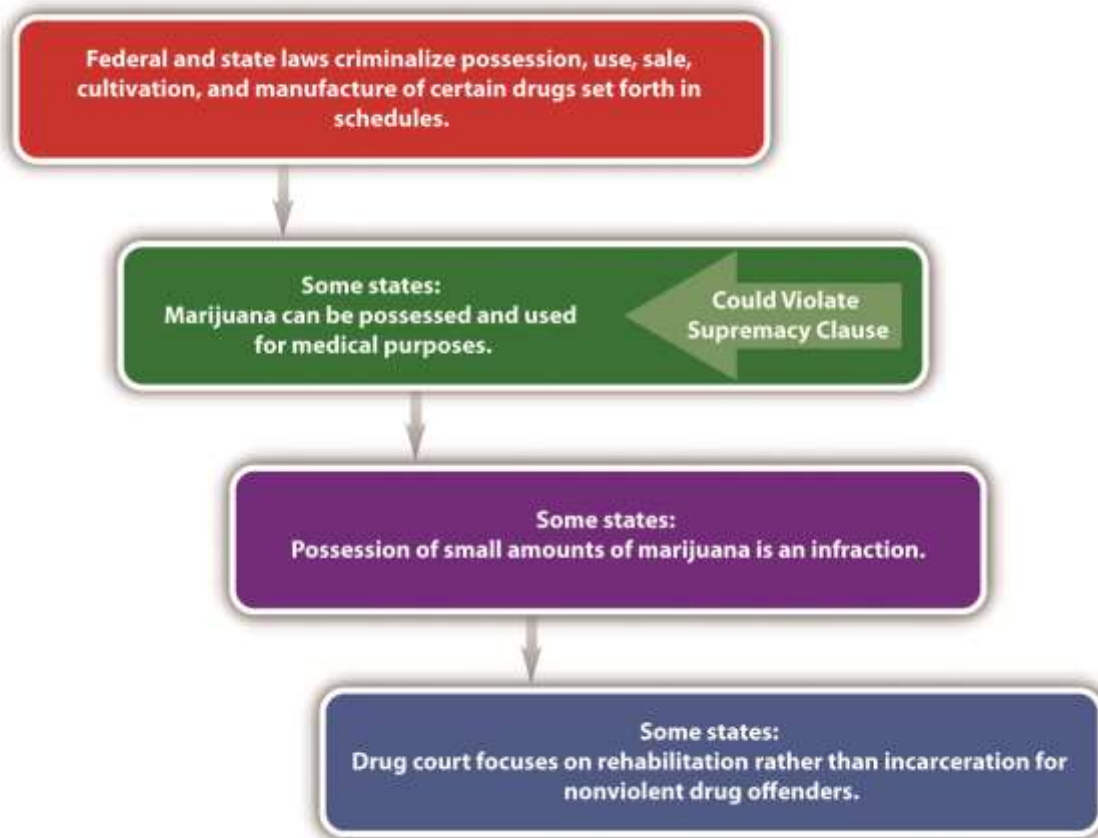 Federal and state laws criminalize possession, use, sale,
cultivation, and manufacture of certain drugs set forth in
schedules.
Some states:
Marijuana can be possessed and used
for medical purposes.
Could Violate
Supremacy Clause
Some states:
Possession of small amounts of marijuana is an infraction.
Some states:
Drug court focuses on rehabilitation rather than incarceration for
nonviolent drug offenders.